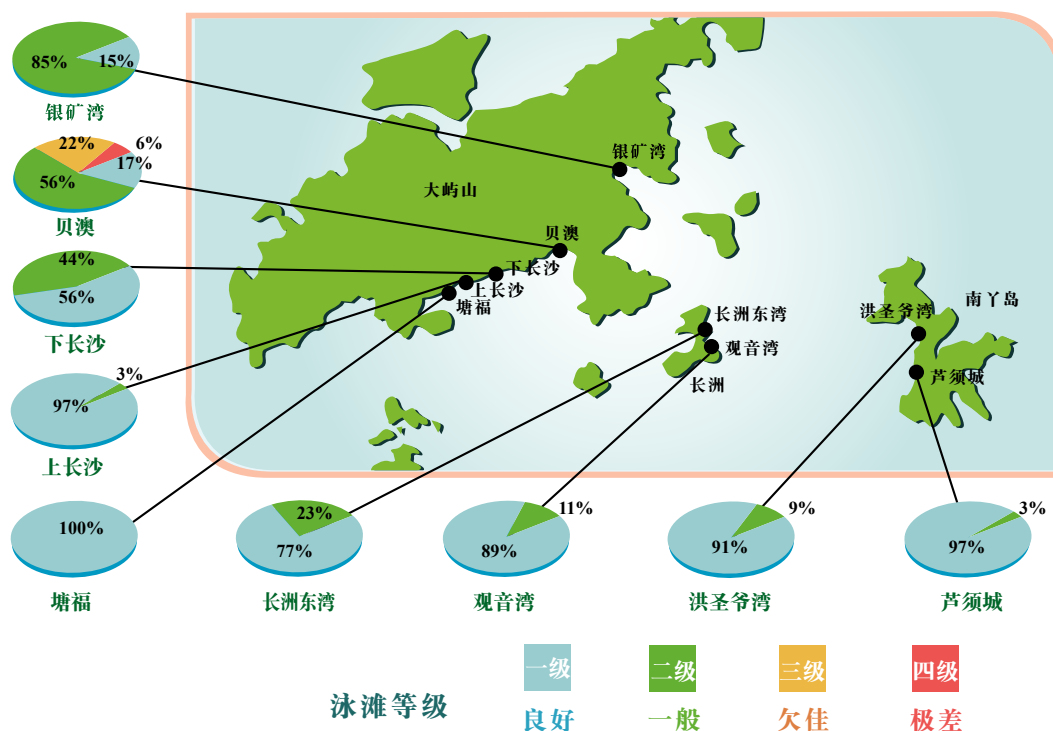 85%
15%
银矿湾
22%
6%
17%
56%
贝澳
44%
56%
下长沙
3%
97%
上长沙
100%
塘福
23%
77%
长洲东湾
11%
89%
观音湾
9%
91%
洪圣爷湾
3%
97%
芦须城
银矿湾
大屿山
贝澳
下长沙
上长沙
塘福
长洲东湾
观音湾
长洲
南丫岛
洪圣爷湾
芦须城
泳滩等级
一级
良好
二级
一般
三级
欠佳
四级
极差